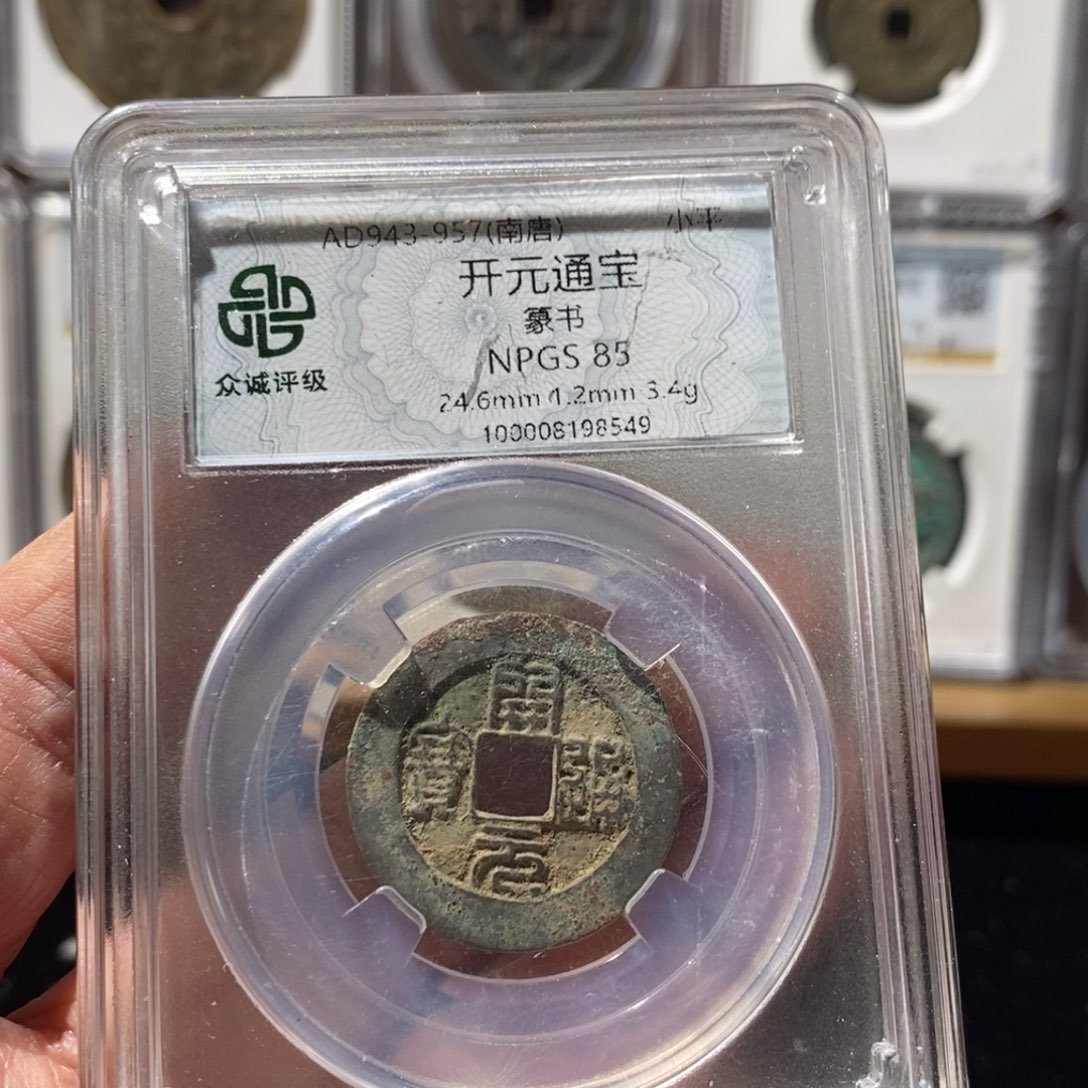 AD943-957(南唐) 小平
开元通宝
篆书
NPGS 85
24.6mm 1.2mm 3.4g
100008198549
众诚评级
開元通寶